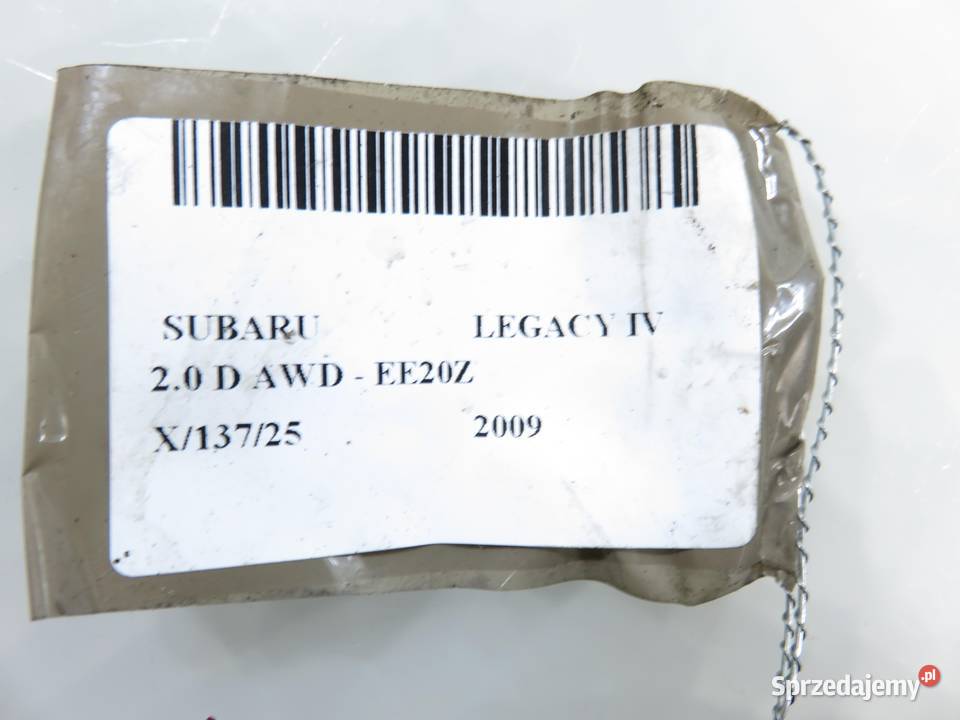 SUBARU LEGACY IV
2.0 D AWD - EE20Z
X/137/25 2009
Sprzedajemy.pl